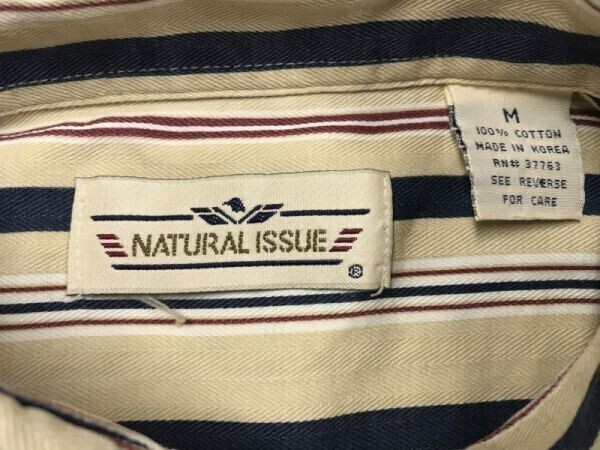 NATURAL ISSUE
®
M
100% COTTON
MADE IN KOREA
RN# 37763
SEE REVERSE
FOR CARE